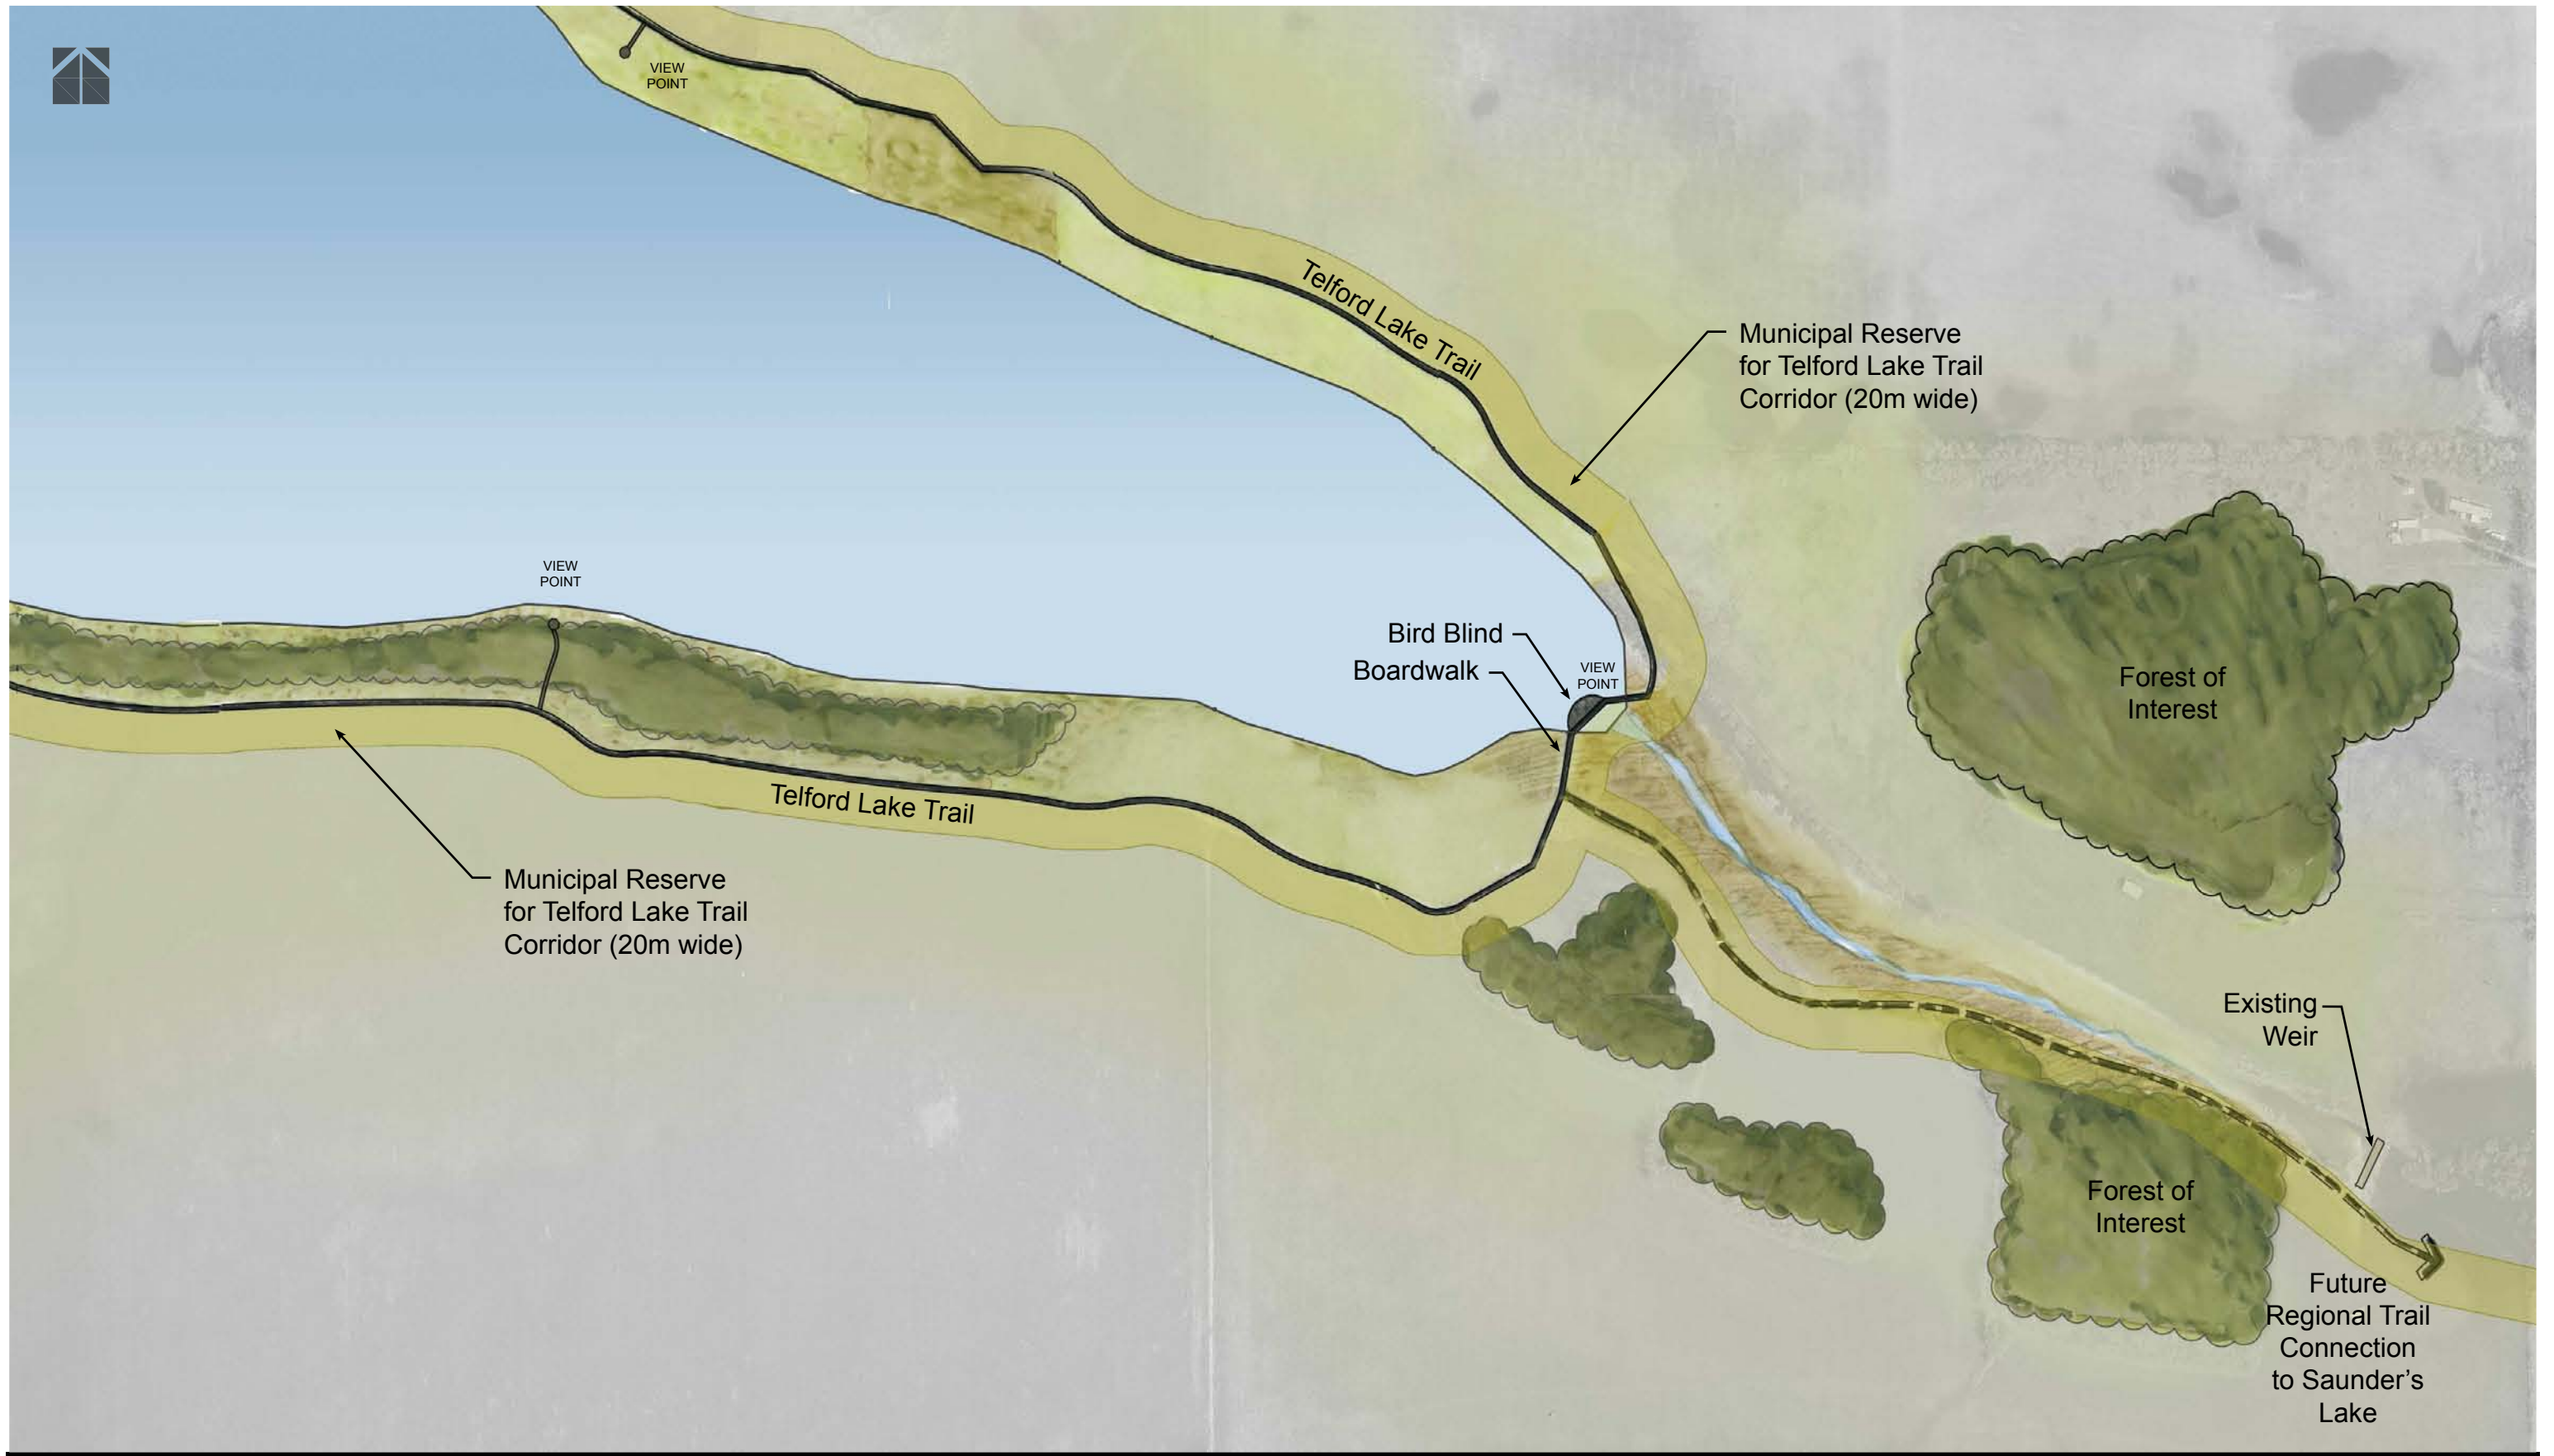 VIEW
POINT
Telford Lake Trail
Municipal Reserve
for Telford Lake Trail
Corridor (20m wide)
VIEW
POINT
Bird Blind
Boardwalk
VIEW
POINT
Forest of
Interest
Telford Lake Trail
Municipal Reserve
for Telford Lake Trail
Corridor (20m wide)
Existing
Weir
Forest of
Interest
Future
Regional Trail
Connection
to Saunder's
Lake